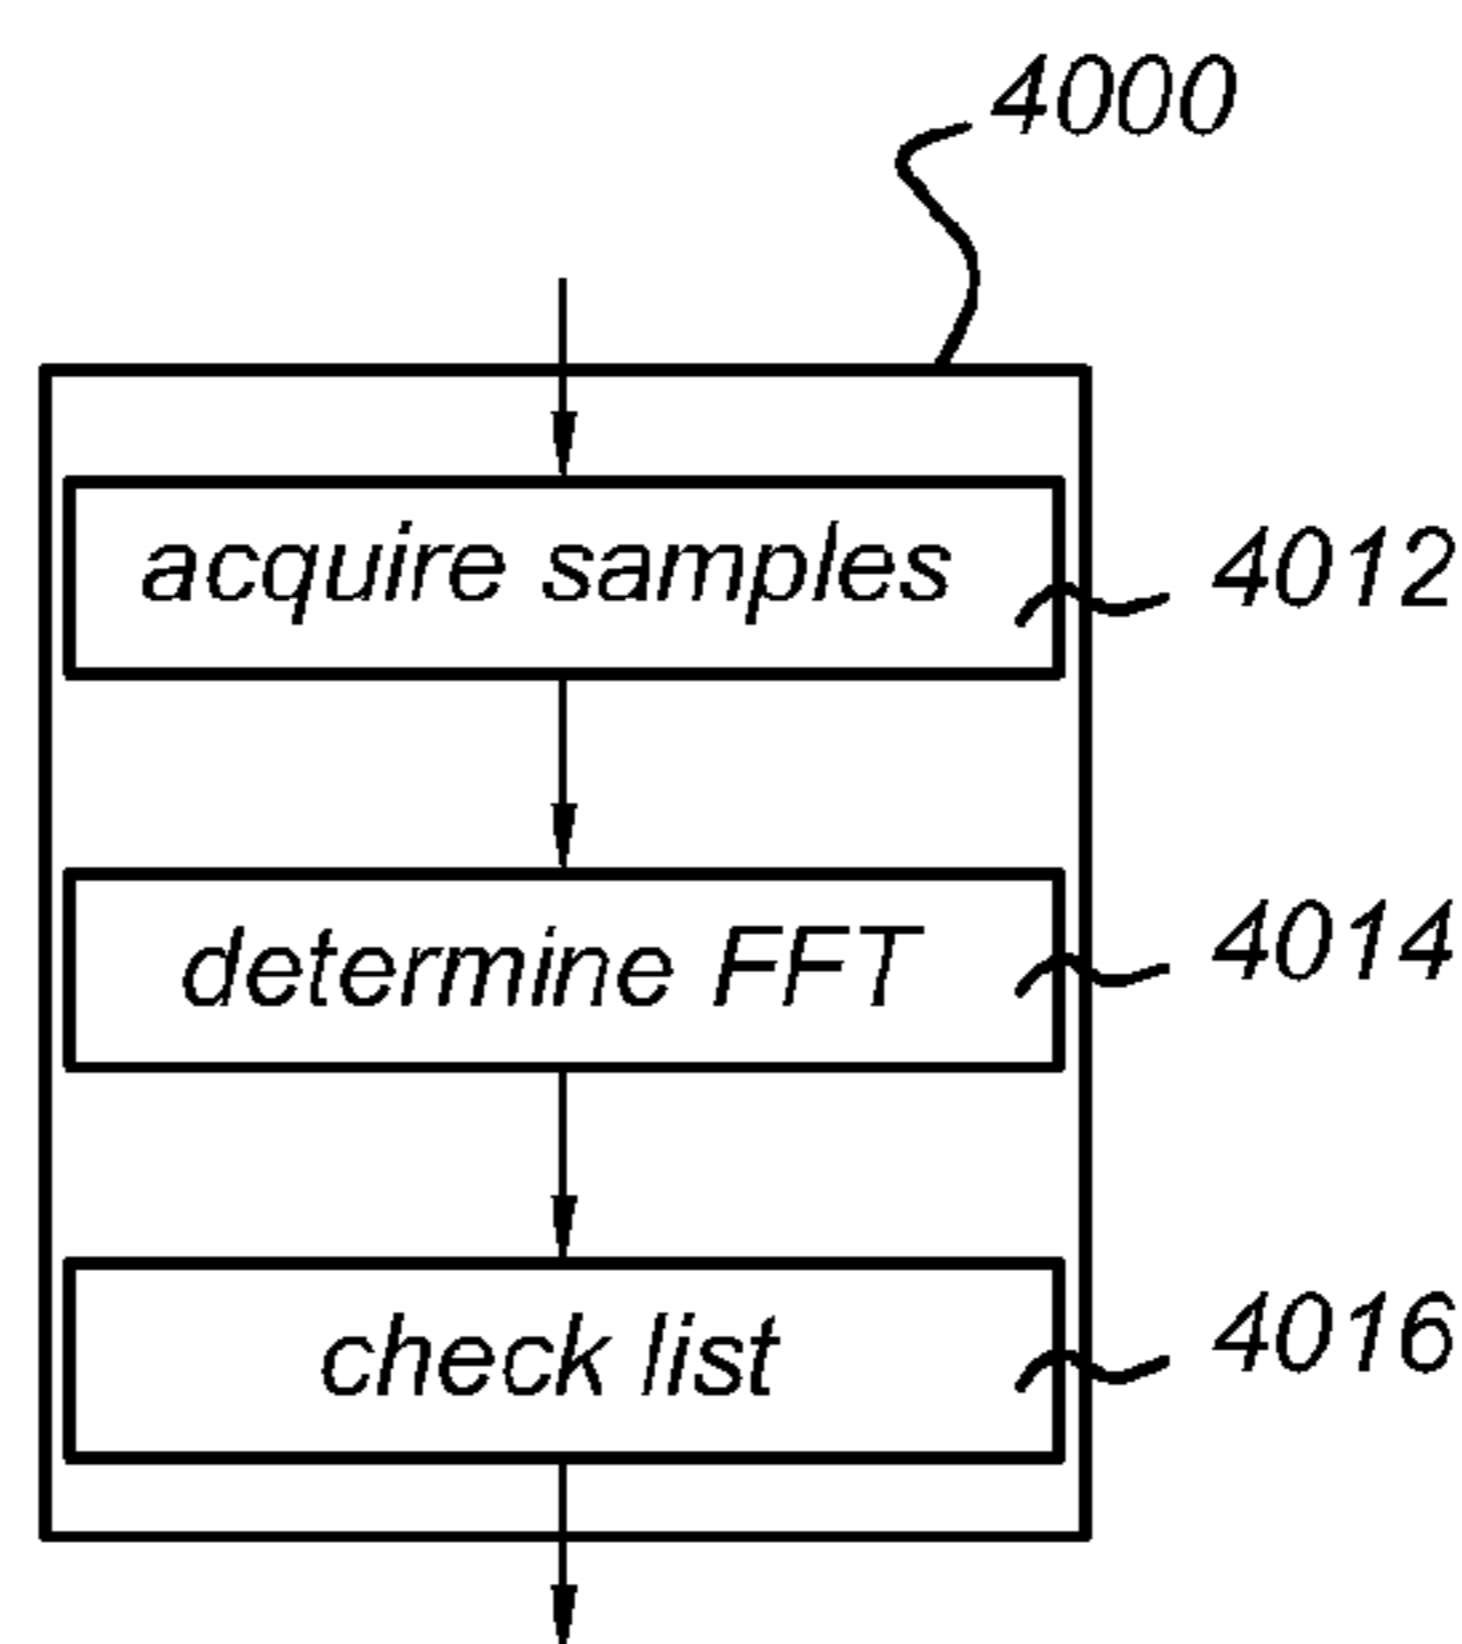 4000
acquire samples
4012
determine FFT
4014
check list
4016